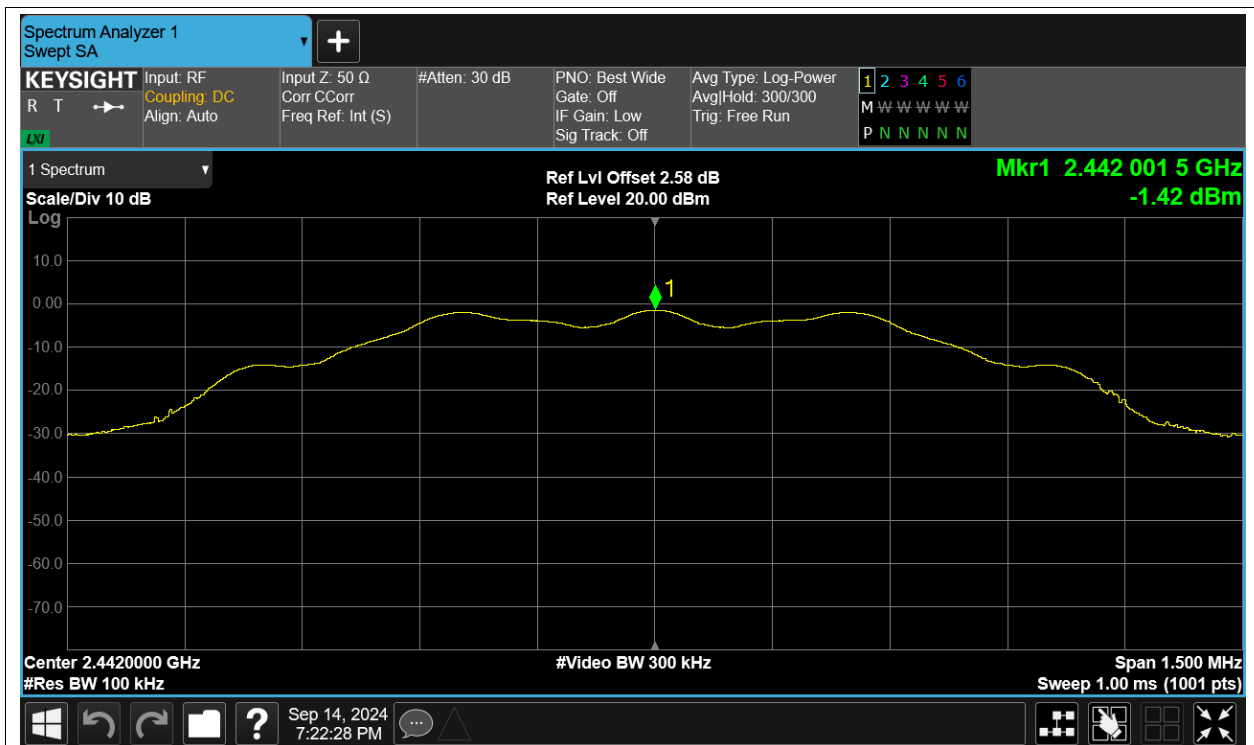 Spectrum Analyzer 1
Swept SA
+
KEYSIGHT
R T
LXI
Input: RF
Coupling: DC
Align: Auto
Input Z: 50 Ω
Corr CCorr
Freq Ref: Int (S)
#Atten: 30 dB
PNO: Best Wide
Gate: Off
IF Gain: Low
Sig Track: Off
Avg Type: Log-Power
Avg|Hold: 300/300
Trig: Free Run
1 2 3 4 5 6
M W W W W W
P N N N N N
1 Spectrum
Scale/Div 10 dB
Ref Lvl Offset 2.58 dB
Ref Level 20.00 dBm
Mkr1 2.442 001 5 GHz
-1.42 dBm
Log
10.0
0.00
-10.0
-20.0
-30.0
-40.0
-50.0
-60.0
-70.0
1
Center 2.4420000 GHz
#Res BW 100 kHz
#Video BW 300 kHz
Span 1.500 MHz
Sweep 1.00 ms (1001 pts)
?
Sep 14, 2024
7:22:28 PM